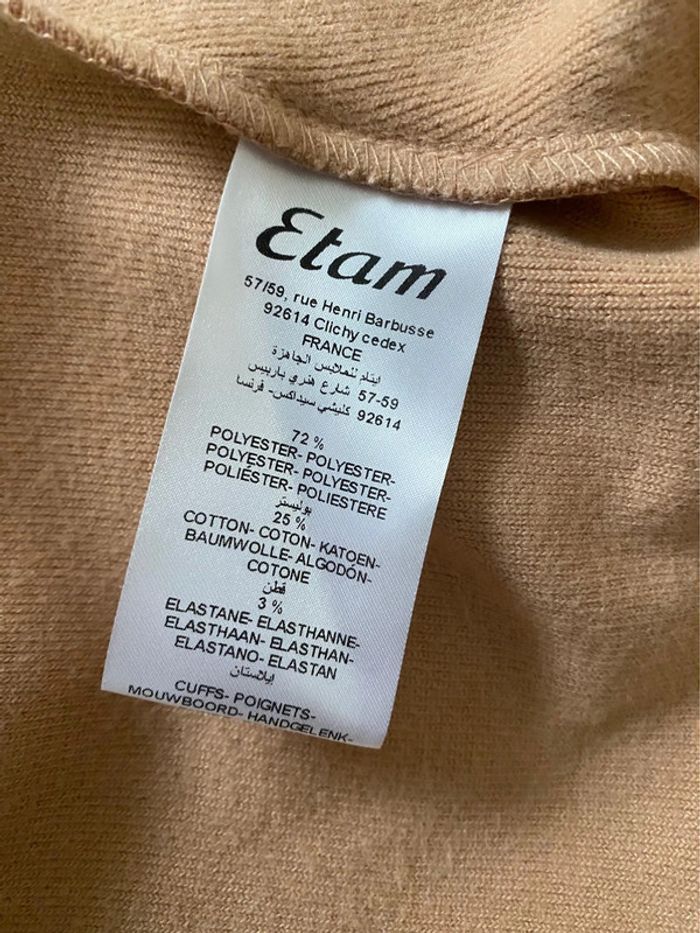 Etam
57/59, rue Henri Barbusse
92614 Clichy cedex
FRANCE
ايتام للملابس الجاهزة
57-59 شارع هنري باربيس
92614 كليشي سيداكس- فرنسا
72 %
POLYESTER- POLYESTER-
POLYESTER- POLYESTER-
POLIÉSTER- POLIESTERE
بوليستر
25 %
COTTON- COTON- KATOEN-
BAUMWOLLE- ALGODÓN-
COTONE
قطن
3 %
ELASTANE- ELASTHANNE-
ELASTHAAN- ELASTHAN-
ELASTANO- ELASTAN
إيلاستان
CUFFS- POIGNETS-
MOUWBOORD- HANDGELENK-